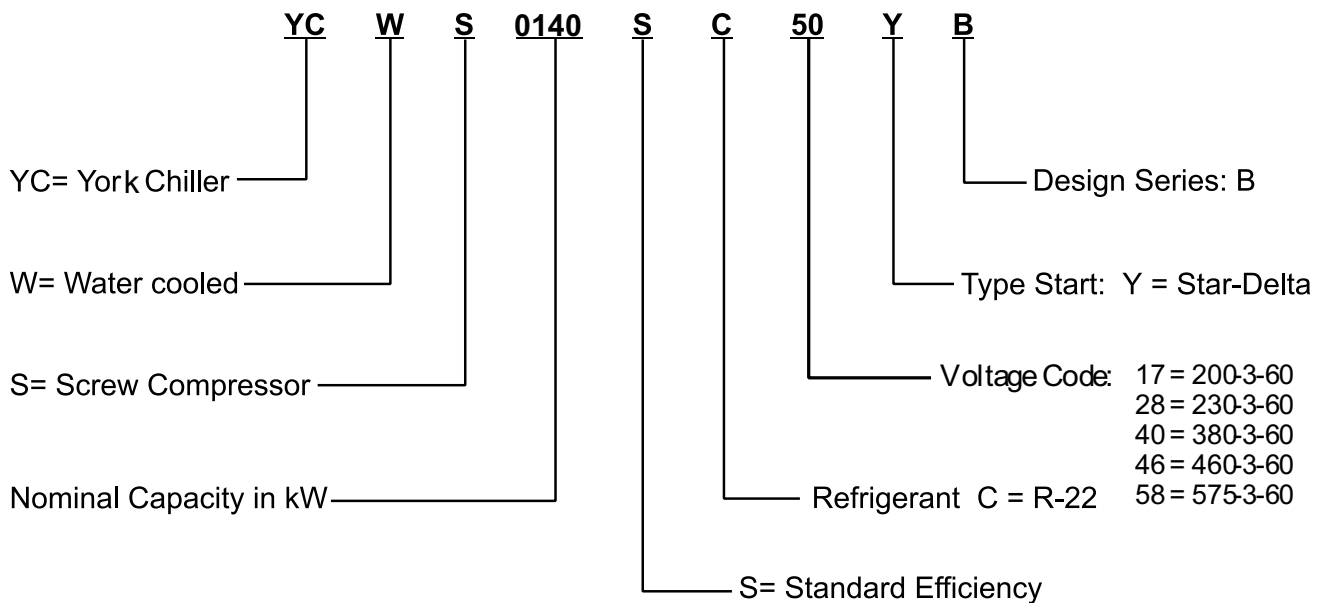 YC W S 0140 S C 50 Y B
YC= York Chiller
Design Series: B
W= Water cooled
Type Start: Y = Star-Delta
S= Screw Compressor
Voltage Code: 17 = 200-3-60
28 = 230-3-60
40 = 380-3-60
46 = 460-3-60
58 = 575-3-60
Nominal Capacity in kW
Refrigerant C = R-22
S= Standard Efficiency